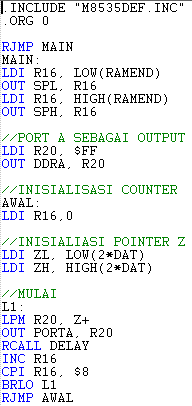 .INCLUDE "M8535DEF.INC"
.ORG 0
RJMP MAIN
MAIN:
LDI R16, LOW(RAMEND)
OUT SPL, R16
LDI R16, HIGH(RAMEND)
OUT SPH, R16
//PORT A SEBAGAI OUTPUT
LDI R20, $FF
OUT DDRA, R20
//INISIALISASI COUNTER
AWAL:
LDI R16,0
//INISIALIASI POINTER Z
LDI ZL, LOW(2*DAT)
LDI ZH, HIGH(2*DAT)
//MULAI
L1:
LPM R20, Z+
OUT PORTA, R20
RCALL DELAY
INC R16
CPI R16, $8
BRLO L1
RJMP AWAL